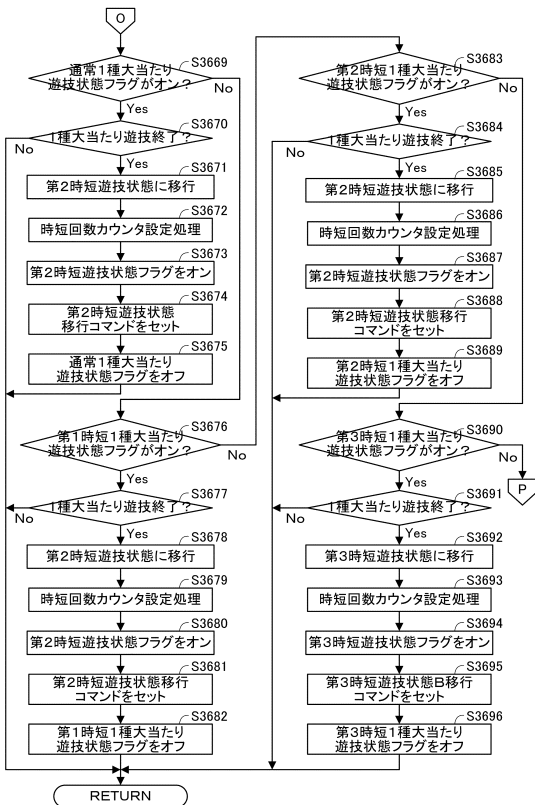 O
S3669
通常1種大当たり
遊技状態フラグがオン?
No
Yes
S3670
1種大当たり遊技終了?
No
Yes
S3671
第2時短遊技状態に移行
S3672
時短回数カウンタ設定処理
S3673
第2時短遊技状態フラグをオン
S3674
第2時短遊技状態
移行コマンドをセット
S3675
通常1種大当たり
遊技状態フラグをオフ
S3676
第1時短1種大当たり
遊技状態フラグがオン?
No
Yes
S3677
1種大当たり遊技終了?
No
Yes
S3678
第2時短遊技状態に移行
S3679
時短回数カウンタ設定処理
S3680
第2時短遊技状態フラグをオン
S3681
第2時短遊技状態移行
コマンドをセット
S3682
第1時短1種大当たり
遊技状態フラグをオフ
RETURN
S3683
第2時短1種大当たり
遊技状態フラグがオン?
No
Yes
S3684
1種大当たり遊技終了?
No
Yes
S3685
第2時短遊技状態に移行
S3686
時短回数カウンタ設定処理
S3687
第2時短遊技状態フラグをオン
S3688
第2時短遊技状態移行
コマンドをセット
S3689
第2時短1種大当たり
遊技状態フラグをオフ
S3690
第3時短1種大当たり
遊技状態フラグがオン?
No
P
Yes
S3691
1種大当たり遊技終了?
No
Yes
S3692
第3時短遊技状態に移行
S3693
時短回数カウンタ設定処理
S3694
第3時短遊技状態フラグをオン
S3695
第3時短遊技状態B移行
コマンドをセット
S3696
第3時短1種大当たり
遊技状態フラグをオフ